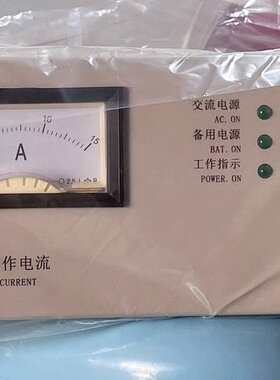 交流电源
AC. ON
备用电源
BAT. ON
工作指示
POWER. ON
10
15
A
作电流
CURRENT